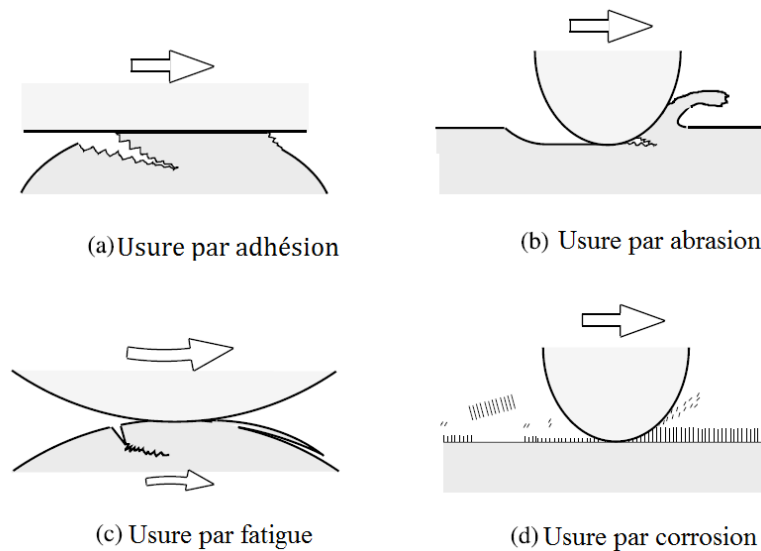 (a) Usure par adhésion
(b) Usure par abrasion
(c) Usure par fatigue
(d) Usure par corrosion